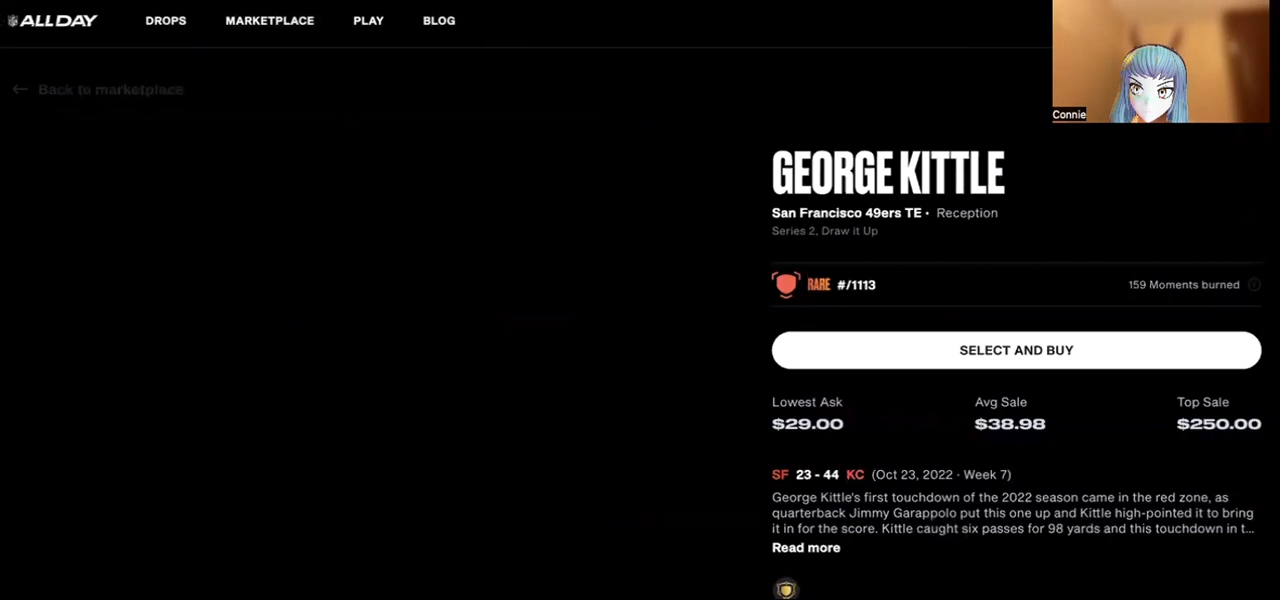 NFL ALL DAY
DROPS
MARKETPLACE
PLAY
BLOG
Back to marketplace
Connie
GEORGE KITTLE
San Francisco 49ers TE • Reception
Series 2, Draw it Up
RARE #/1113
159 Moments burned
SELECT AND BUY
Lowest Ask
$29.00
Avg Sale
$38.98
Top Sale
$250.00
SF 23 - 44 KC (Oct 23, 2022 · Week 7)
George Kittle's first touchdown of the 2022 season came in the red zone, as
quarterback Jimmy Garappolo put this one up and Kittle high-pointed it to bring
it in for the score. Kittle caught six passes for 98 yards and this touchdown in t...
Read more